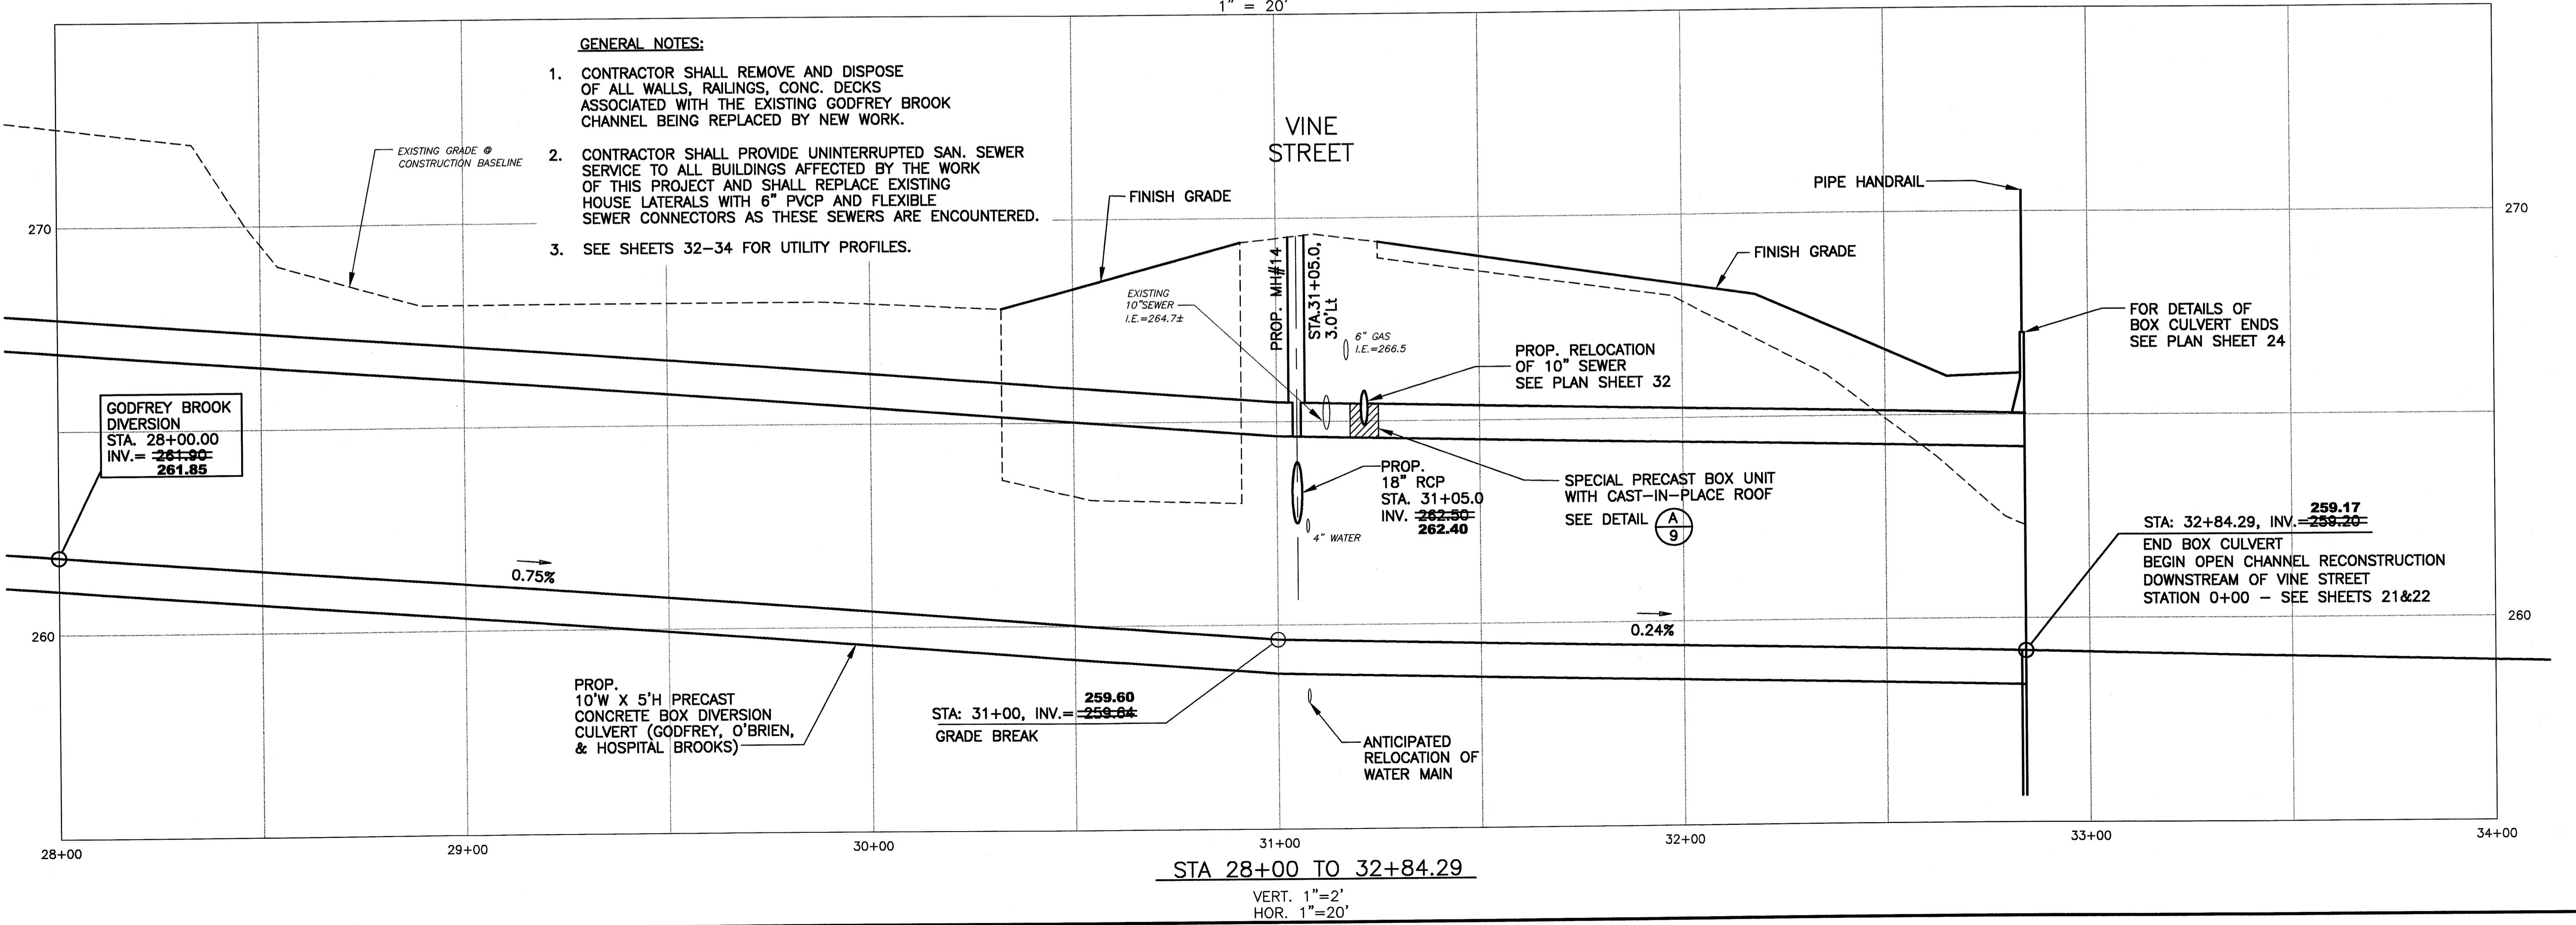 1" = 20'
GENERAL NOTES:
1. CONTRACTOR SHALL REMOVE AND DISPOSE
OF ALL WALLS, RAILINGS, CONC. DECKS
ASSOCIATED WITH THE EXISTING GODFREY BROOK
CHANNEL BEING REPLACED BY NEW WORK.
2. CONTRACTOR SHALL PROVIDE UNINTERRUPTED SAN. SEWER
SERVICE TO ALL BUILDINGS AFFECTED BY THE WORK
OF THIS PROJECT AND SHALL REPLACE EXISTING
HOUSE LATERALS WITH 6" PVCP AND FLEXIBLE
SEWER CONNECTORS AS THESE SEWERS ARE ENCOUNTERED.
3. SEE SHEETS 32-34 FOR UTILITY PROFILES.
EXISTING GRADE @
CONSTRUCTION BASELINE
VINE
STREET
FINISH GRADE
PIPE HANDRAIL
270
270
FINISH GRADE
PROP. MH#14
STA.31+05.0,
3.0'Lt
EXISTING
10"SEWER
I.E.=264.7±
6" GAS
I.E.=266.5
FOR DETAILS OF
BOX CULVERT ENDS
SEE PLAN SHEET 24
PROP. RELOCATION
OF 10" SEWER
SEE PLAN SHEET 32
GODFREY BROOK
DIVERSION
STA. 28+00.00
INV.= 261.90
261.85
PROP.
18" RCP
STA. 31+05.0
INV. 262.50
262.40
4" WATER
SPECIAL PRECAST BOX UNIT
WITH CAST-IN-PLACE ROOF
SEE DETAIL A
9
259.17
STA: 32+84.29, INV.=259.20
END BOX CULVERT
BEGIN OPEN CHANNEL RECONSTRUCTION
DOWNSTREAM OF VINE STREET
STATION 0+00 - SEE SHEETS 21&22
0.75%
0.24%
260
260
PROP.
10'W X 5'H PRECAST
CONCRETE BOX DIVERSION
CULVERT (GODFREY, O'BRIEN,
& HOSPITAL BROOKS)
259.60
STA: 31+00, INV.= 259.64
GRADE BREAK
ANTICIPATED
RELOCATION OF
WATER MAIN
28+00
29+00
30+00
31+00
32+00
33+00
34+00
STA 28+00 TO 32+84.29
VERT. 1"=2'
HOR. 1"=20'